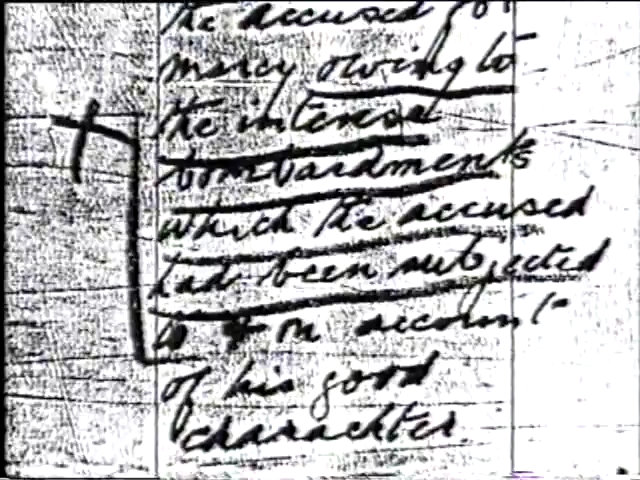 the accused for
mercy owing to
the intense
bombardments
which the accused
had been subjected
to & on account
of his good
charachter.